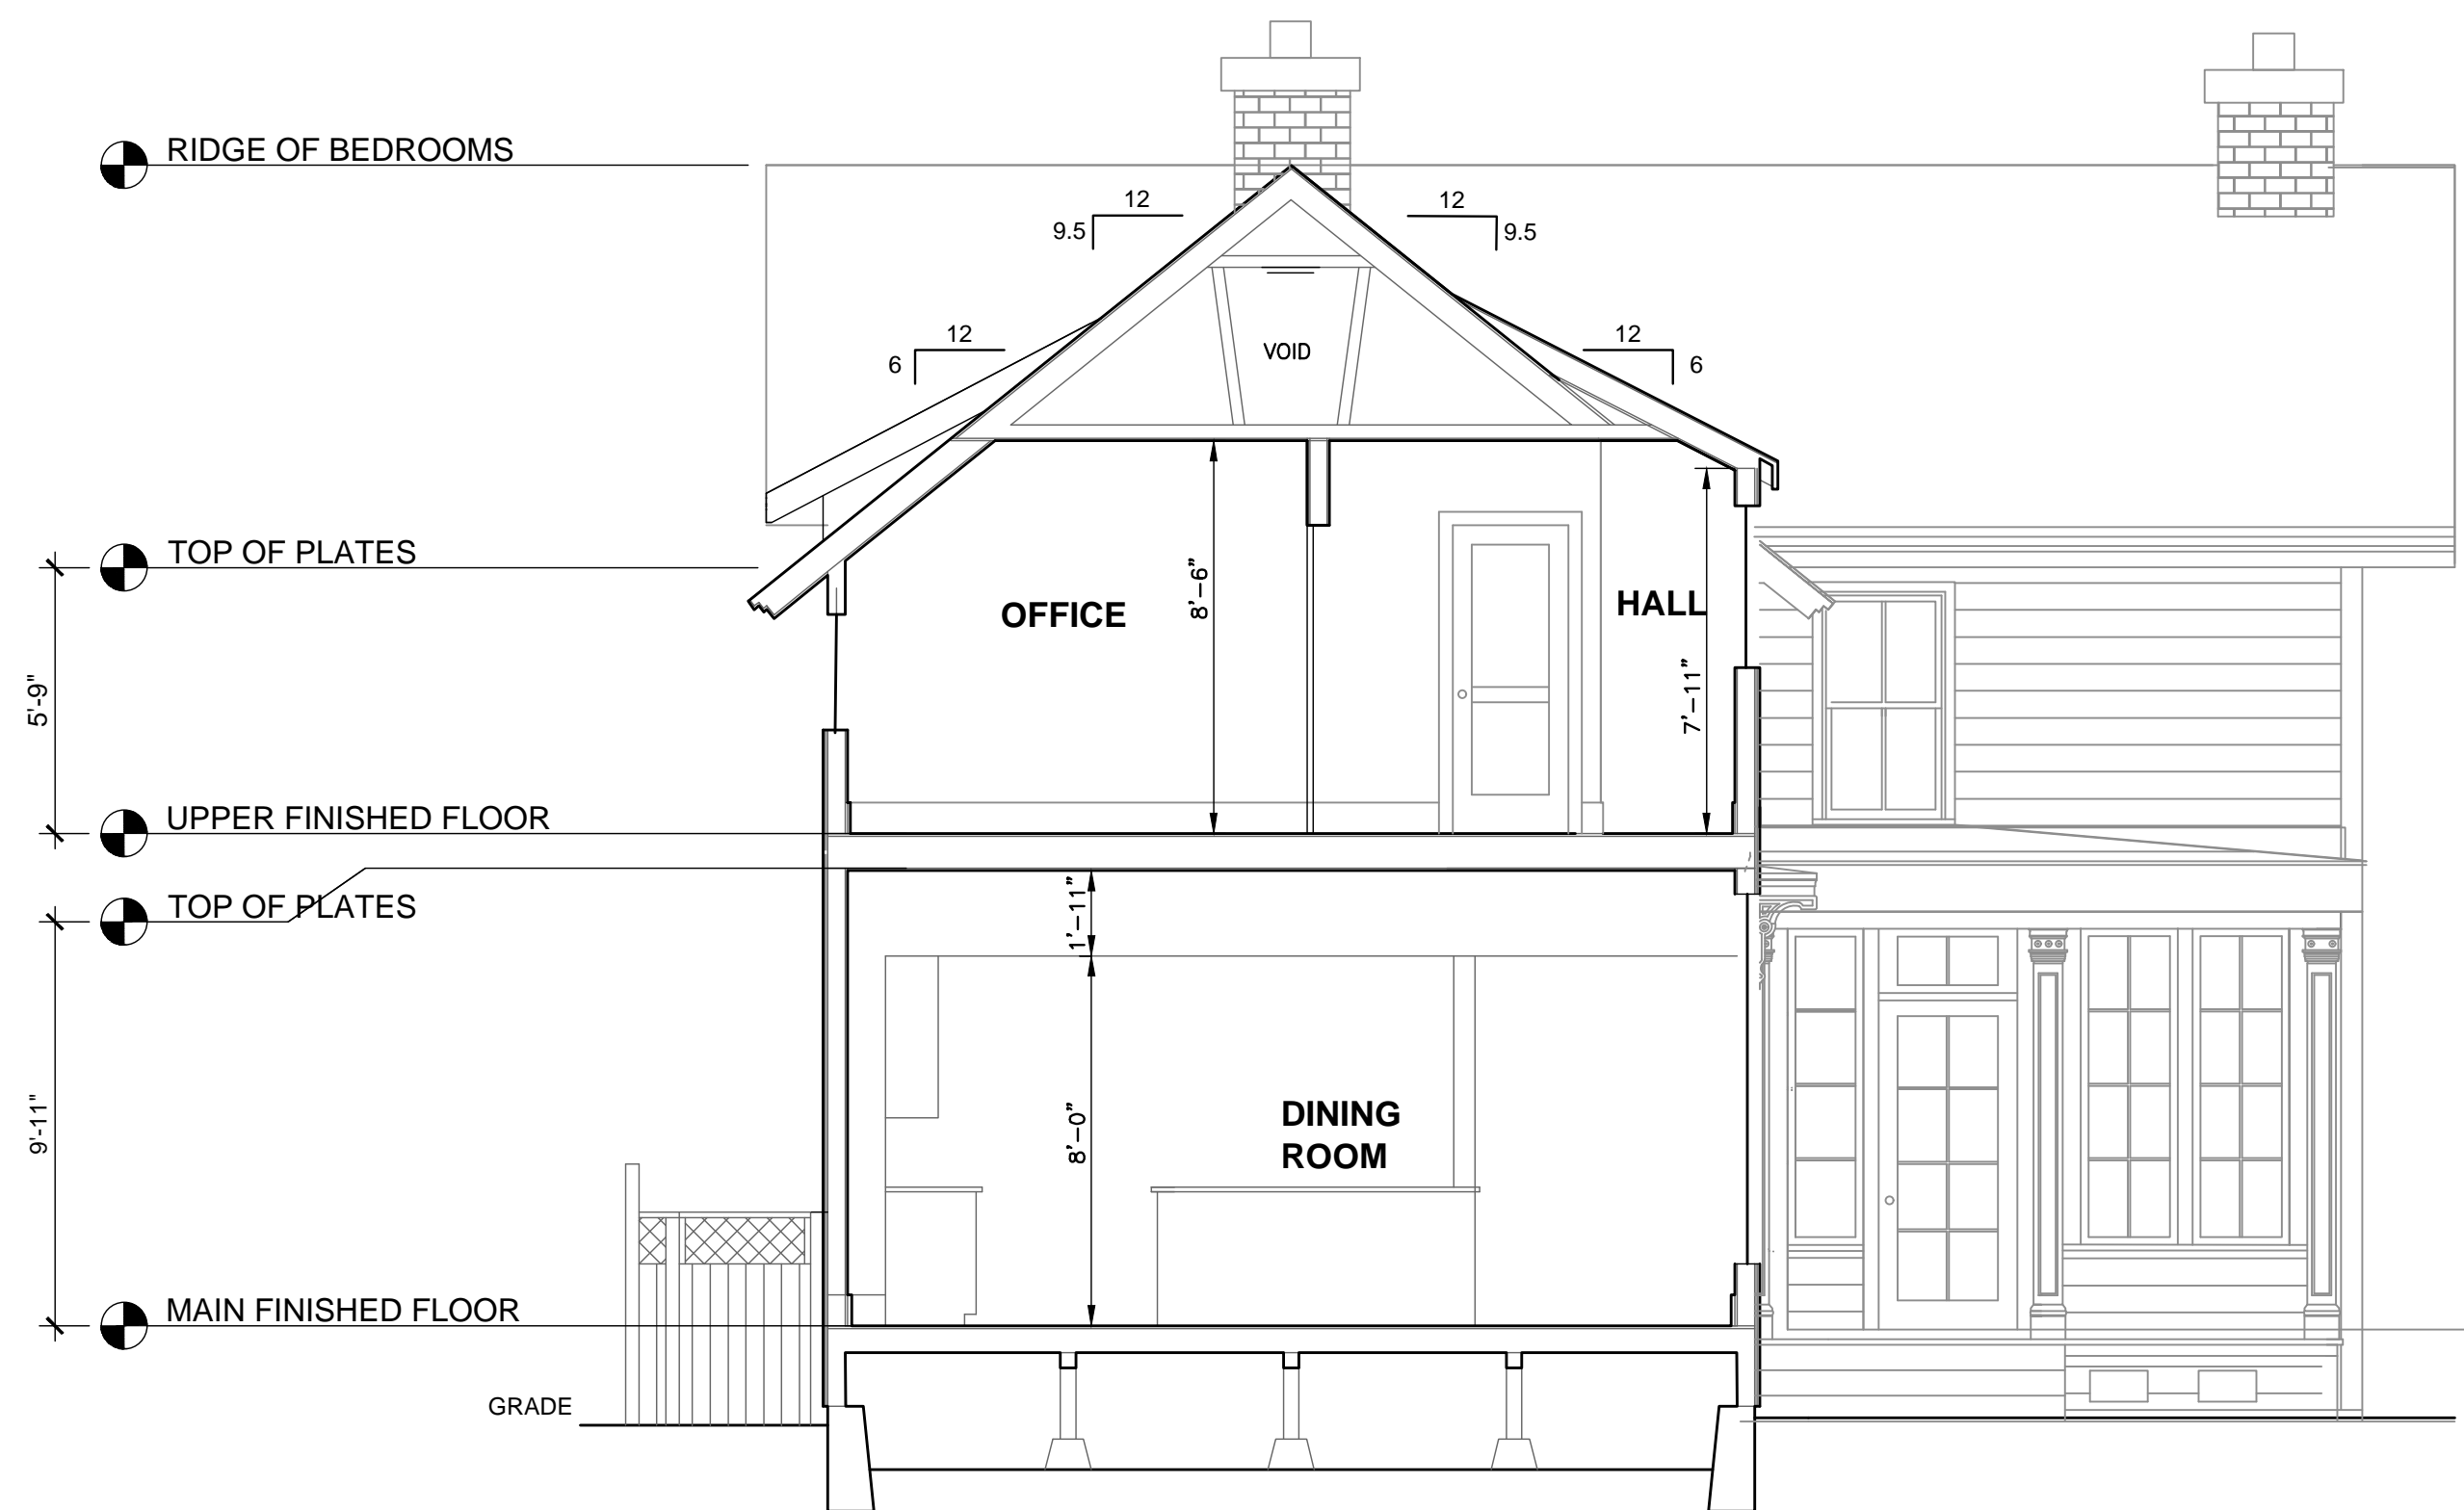 RIDGE OF BEDROOMS
12
12
9.5
9.5
12
12
6
6
VOID
TOP OF PLATES
OFFICE
8’–6”
HALL
5'-9"
7’–11”
UPPER FINISHED FLOOR
TOP OF PLATES
1’–11”
9'-11"
8’–0”
DINING
ROOM
MAIN FINISHED FLOOR
GRADE